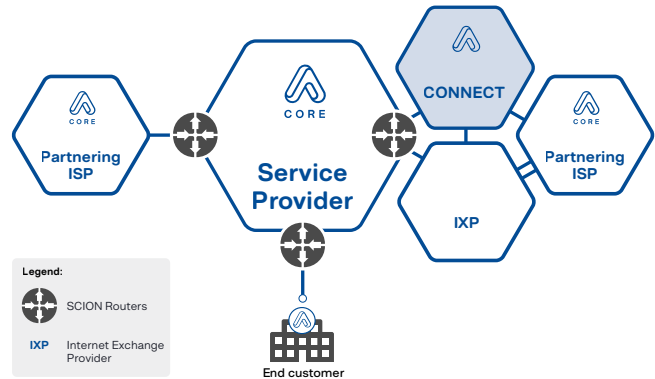 CORE
Partnering
ISP
CORE
Service
Provider
CONNECT
CORE
Partnering
ISP
IXP
Legend:
SCION Routers
IXP Internet Exchange
Provider
End customer